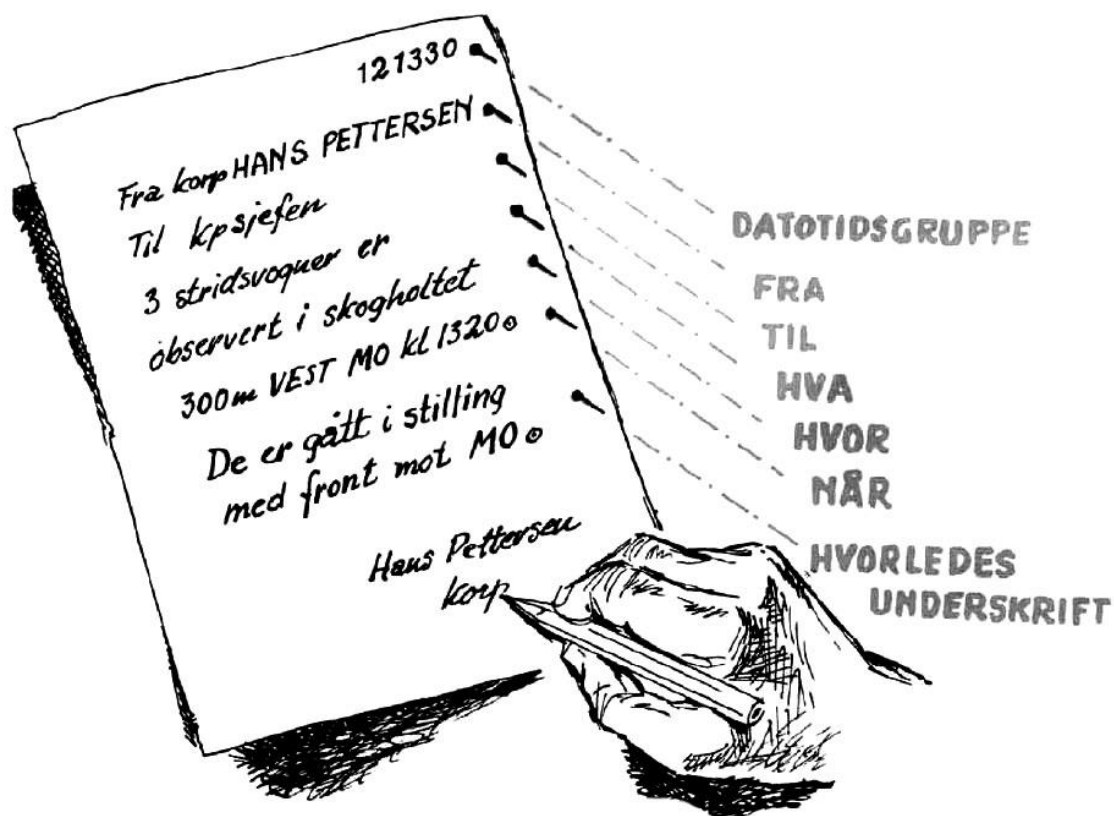 121330
Fra korp HANS PETTERSEN
Til kpsjefen
3 stridsvogner er
observert i skogholtet
300m VEST MO kl 1320.
De er gått i stilling
med front mot MO.
Hans Pettersen
korp
DATOTIDSGRUPPE
FRA
TIL
HVA
HVOR
NÅR
HVORLEDES
UNDERSKRIFT